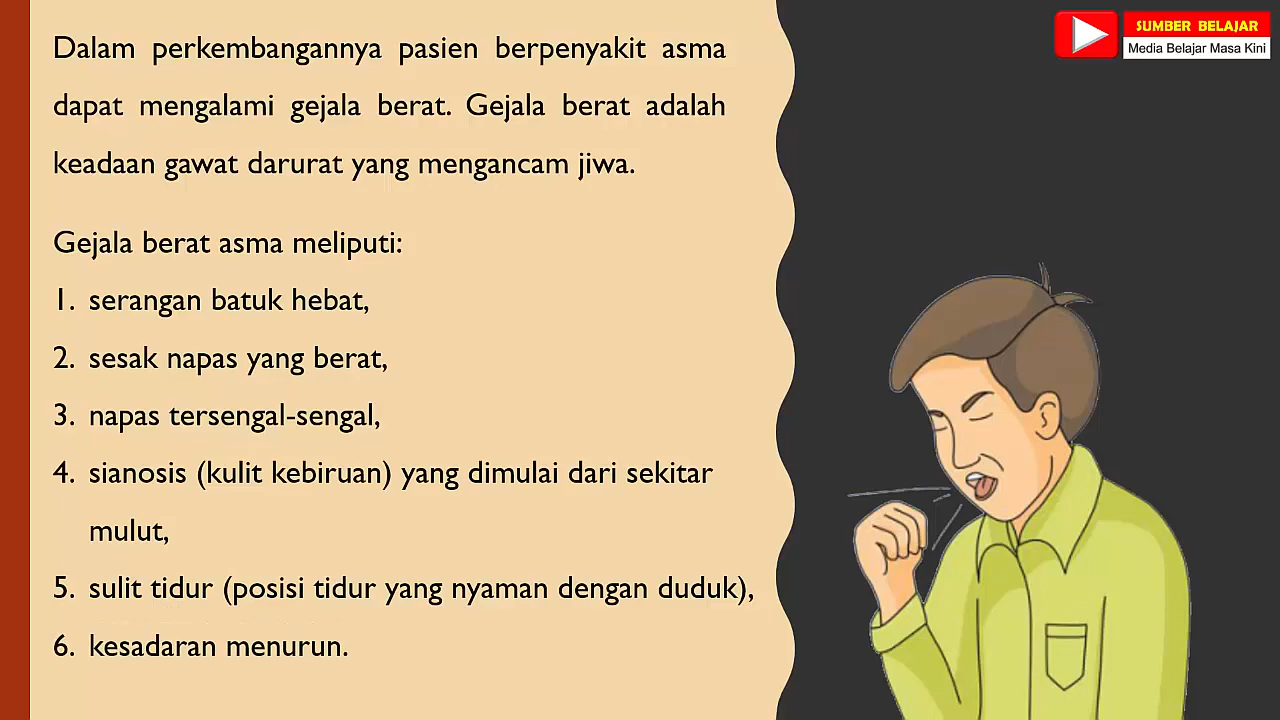 Dalam perkembangannya pasien berpenyakit asma
dapat mengalami gejala berat. Gejala berat adalah
keadaan gawat darurat yang mengancam jiwa.
Gejala berat asma meliputi:
1. serangan batuk hebat,
2. sesak napas yang berat,
3. napas tersengal-sengal,
4. sianosis (kulit kebiruan) yang dimulai dari sekitar
mulut,
5. sulit tidur (posisi tidur yang nyaman dengan duduk),
6. kesadaran menurun.
SUMBER BELAJAR
Media Belajar Masa Kini